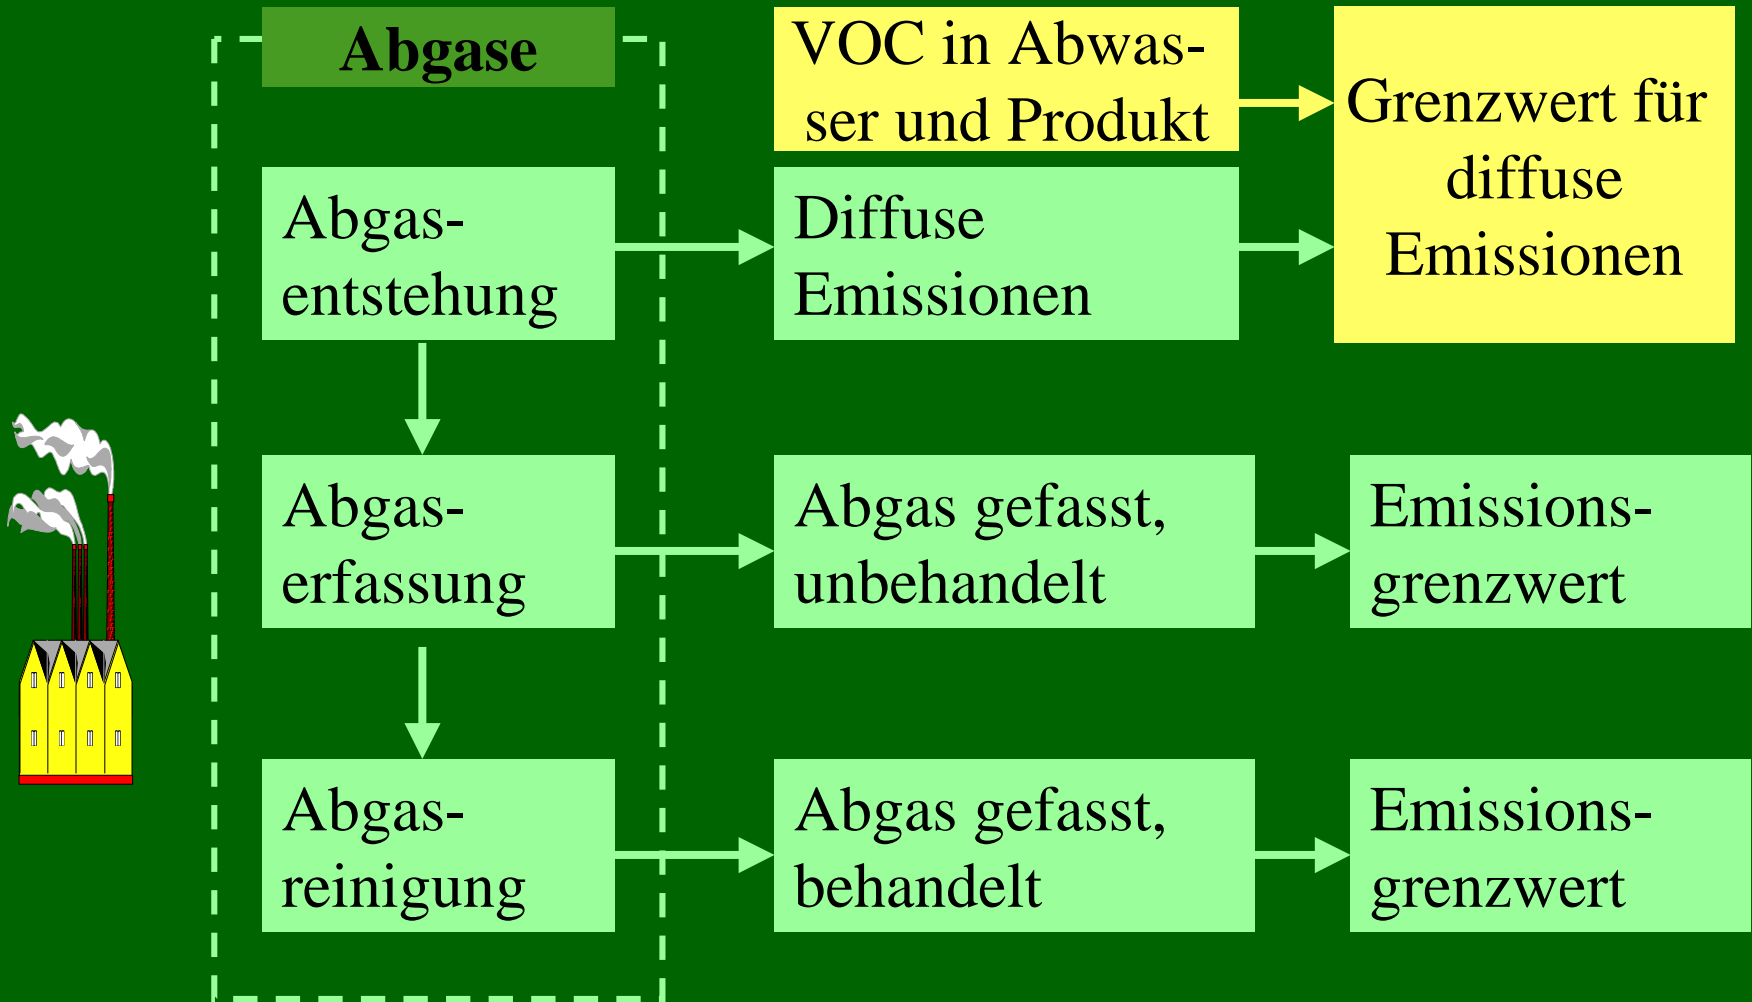 Abgase
VOC in Abwas-
ser und Produkt
Grenzwert für
diffuse
Emissionen
Abgas-
entstehung
Diffuse
Emissionen
Abgas-
erfassung
Abgas gefasst,
unbehandelt
Emissions-
grenzwert
Abgas-
reinigung
Abgas gefasst,
behandelt
Emissions-
grenzwert